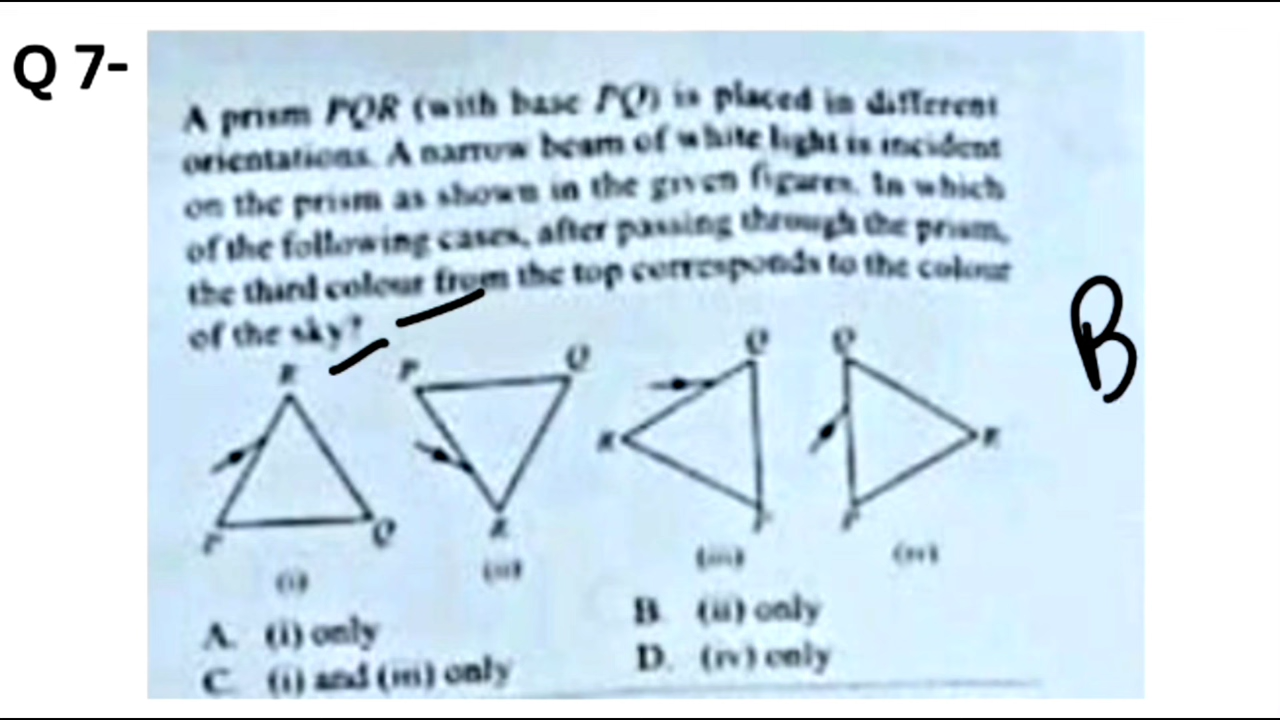 Q 7-
A prism PQR (with base PQ) is placed in different
orientations. A narrow beam of white light is incident
on the prism as shown in the given figures. In which
of the following cases, after passing through the prism,
the third colour from the top corresponds to the colour
of the sky?
B
R P Q Q Q
R R
P Q R P P
(i) (ii) (iii) (iv)
A. (i) only B. (ii) only
C. (i) and (iii) only D. (iv) only